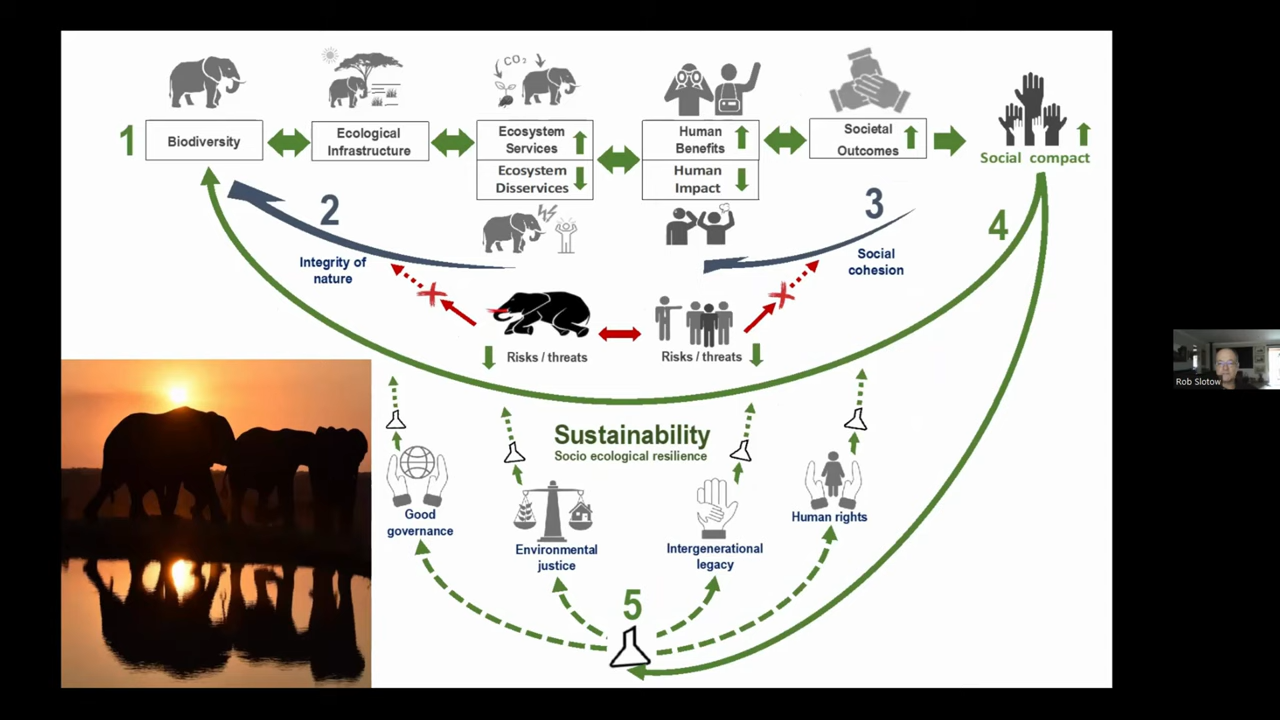 1
Biodiversity
Ecological
Infrastructure
CO₂
Ecosystem
Services
Ecosystem
Disservices
Human
Benefits
Human
Impact
Societal
Outcomes
Social compact
2
Integrity of
nature
3
Social
cohesion
4
Risks / threats
Risks / threats
Rob Slotow
Sustainability
Socio ecological resilience
Good
governance
Environmental
justice
Intergenerational
legacy
Human rights
5